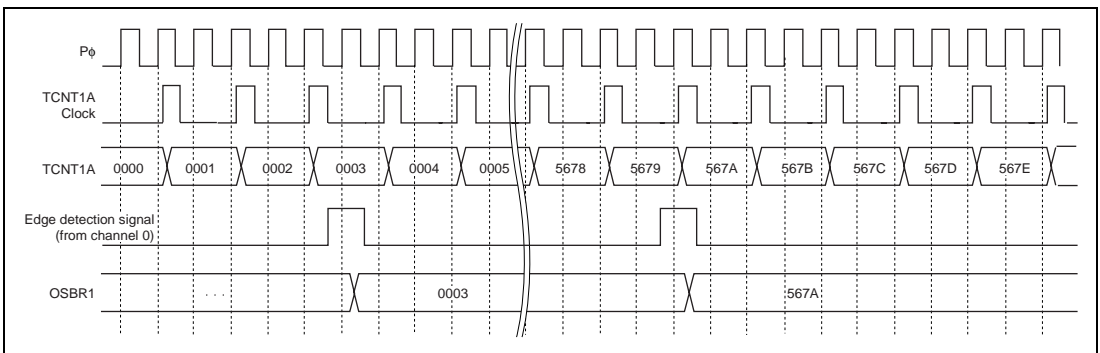 Pϕ
TCNT1A
Clock
TCNT1A 0000 0001 0002 0003 0004 0005 5678 5679 567A 567B 567C 567D 567E
Edge detection signal
(from channel 0)
OSBR1 · · · 0003 567A